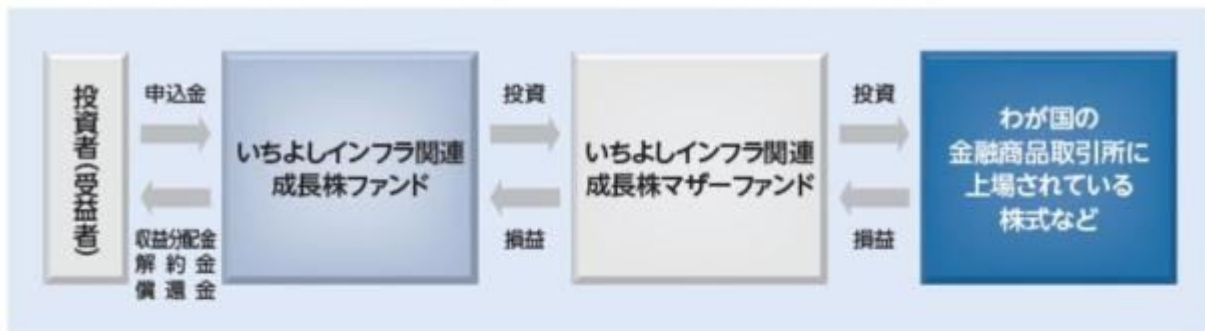 投資者(受益者)
申込金
収益分配金
解約金
償還金
いちよしインフラ関連
成長株ファンド
投資
損益
いちよしインフラ関連
成長株マザーファンド
投資
損益
わが国の
金融商品取引所に
上場されている
株式など